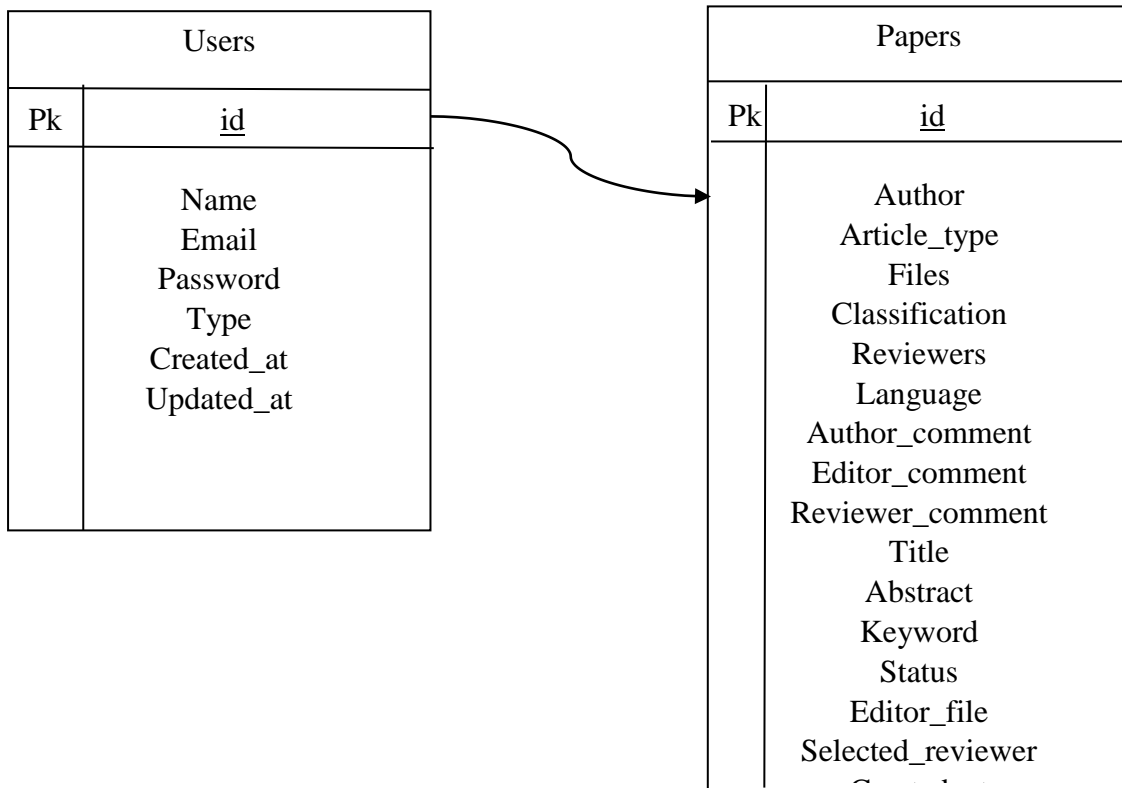 Users
Pk id
Name
Email
Password
Type
Created_at
Updated_at
Papers
Pk id
Author
Article_type
Files
Classification
Reviewers
Language
Author_comment
Editor_comment
Reviewer_comment
Title
Abstract
Keyword
Status
Editor_file
Selected_reviewer